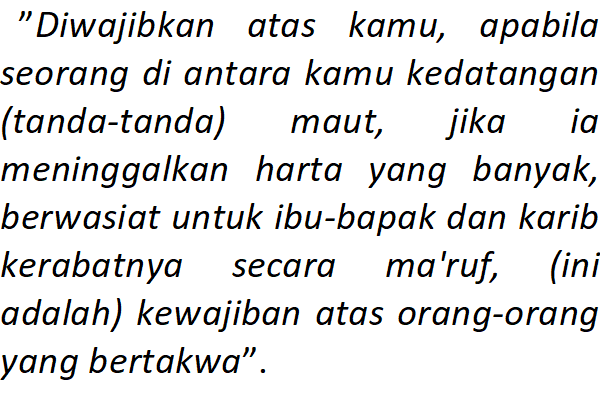 ”Diwajibkan atas kamu, apabila
seorang di antara kamu kedatangan
(tanda-tanda) maut, jika ia
meninggalkan harta yang banyak,
berwasiat untuk ibu-bapak dan karib
kerabatnya secara ma'ruf, (ini
adalah) kewajiban atas orang-orang
yang bertakwa”.